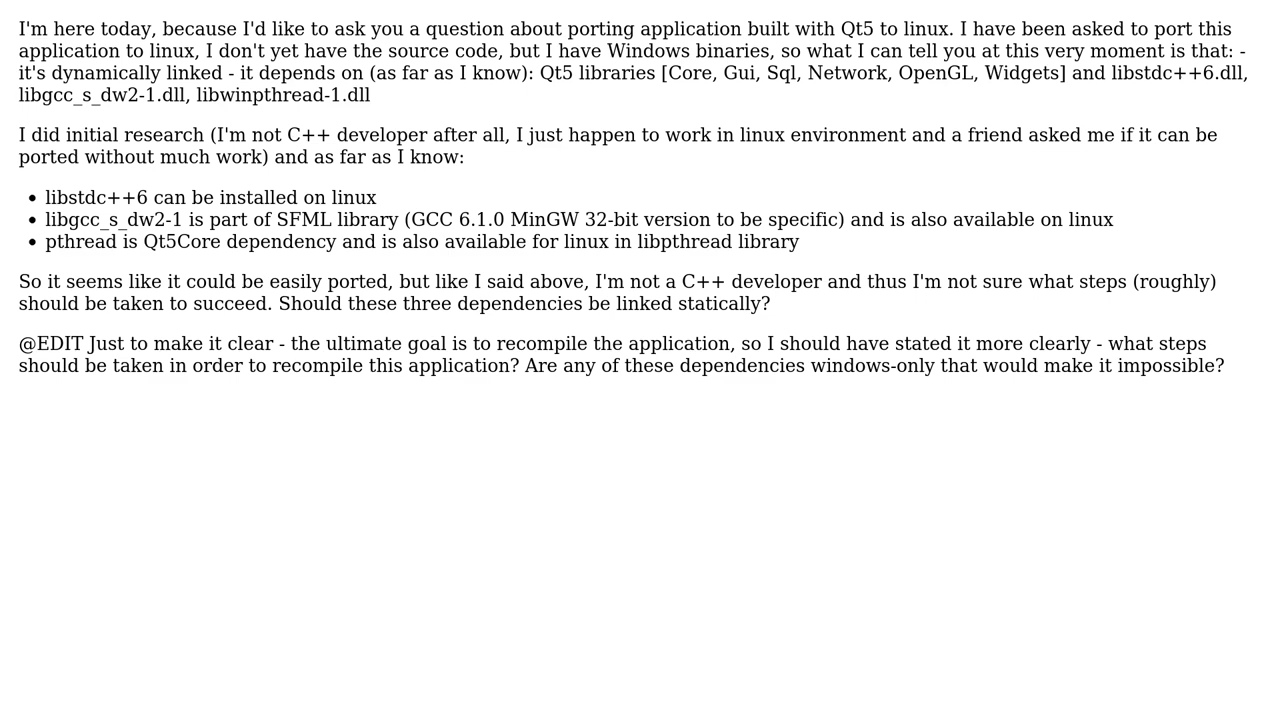 I'm here today, because I'd like to ask you a question about porting application built with Qt5 to linux. I have been asked to port this
application to linux, I don't yet have the source code, but I have Windows binaries, so what I can tell you at this very moment is that: -
it's dynamically linked - it depends on (as far as I know): Qt5 libraries [Core, Gui, Sql, Network, OpenGL, Widgets] and libstdc++6.dll,
libgcc_s_dw2-1.dll, libwinpthread-1.dll
I did initial research (I'm not C++ developer after all, I just happen to work in linux environment and a friend asked me if it can be
ported without much work) and as far as I know:
• libstdc++6 can be installed on linux
• libgcc_s_dw2-1 is part of SFML library (GCC 6.1.0 MinGW 32-bit version to be specific) and is also available on linux
• pthread is Qt5Core dependency and is also available for linux in libpthread library
So it seems like it could be easily ported, but like I said above, I'm not a C++ developer and thus I'm not sure what steps (roughly)
should be taken to succeed. Should these three dependencies be linked statically?
@EDIT Just to make it clear - the ultimate goal is to recompile the application, so I should have stated it more clearly - what steps
should be taken in order to recompile this application? Are any of these dependencies windows-only that would make it impossible?